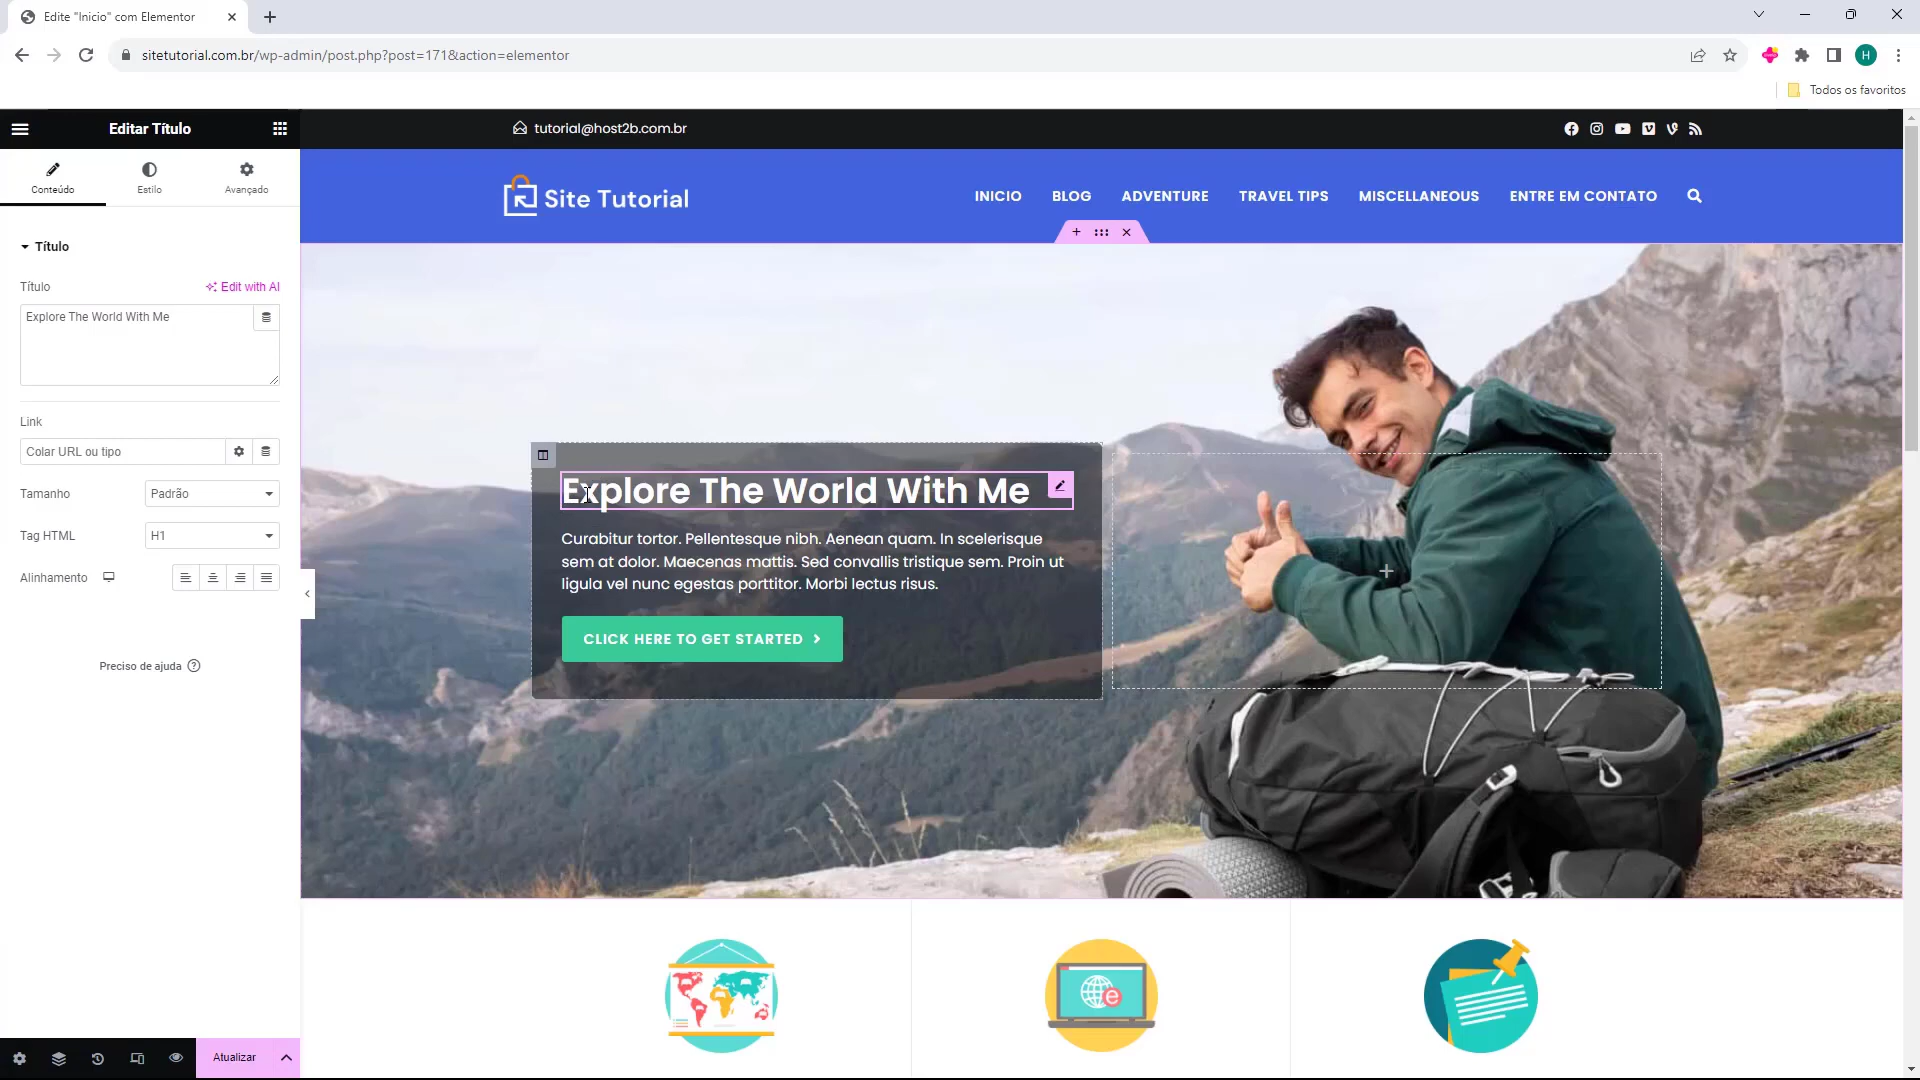 Edite "Inicio" com Elementor
sitetutorial.com.br/wp-admin/post.php?post=171&action=elementor
H
Todos os favoritos
Editar Título
tutorial@host2b.com.br
Conteúdo
Estilo
Avançado
Site Tutorial
INICIO
BLOG
ADVENTURE
TRAVEL TIPS
MISCELLANEOUS
ENTRE EM CONTATO
Título
Título
Edit with AI
Explore The World With Me
Link
Colar URL ou tipo
Tamanho
Padrão
Tag HTML
H1
Alinhamento
Preciso de ajuda
Explore The World With Me
Curabitur tortor. Pellentesque nibh. Aenean quam. In scelerisque
sem at dolor. Maecenas mattis. Sed convallis tristique sem. Proin ut
ligula vel nunc egestas porttitor. Morbi lectus risus.
CLICK HERE TO GET STARTED
e
Atualizar